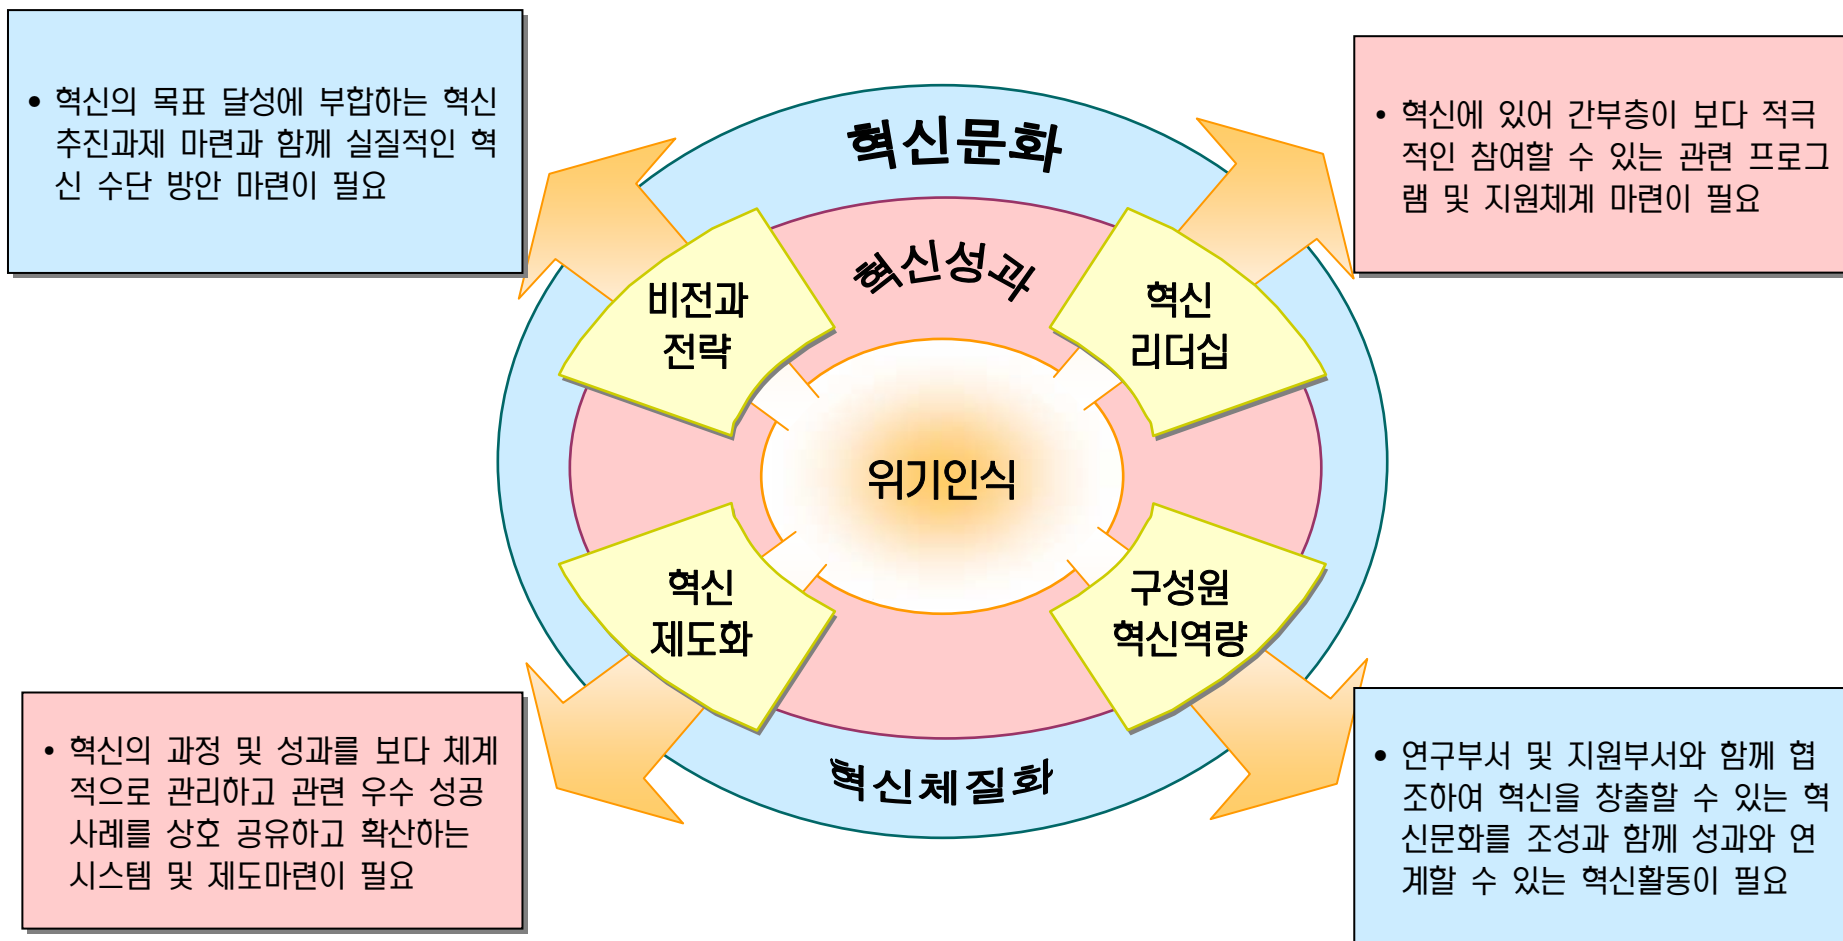 • 혁신의 목표 달성에 부합하는 혁신
추진과제 마련과 함께 실질적인 혁
신 수단 방안 마련이 필요
• 혁신에 있어 간부층이 보다 적극
적인 참여할 수 있는 관련 프로그
램 및 지원체계 마련이 필요
혁신문화
혁신성과
비전과
전략
혁신
리더십
위기인식
혁신
제도화
구성원
혁신역량
혁신체질화
• 혁신의 과정 및 성과를 보다 체계
적으로 관리하고 관련 우수 성공
사례를 상호 공유하고 확산하는
시스템 및 제도마련이 필요
• 연구부서 및 지원부서와 함께 협
조하여 혁신을 창출할 수 있는 혁
신문화를 조성과 함께 성과와 연
계할 수 있는 혁신활동이 필요